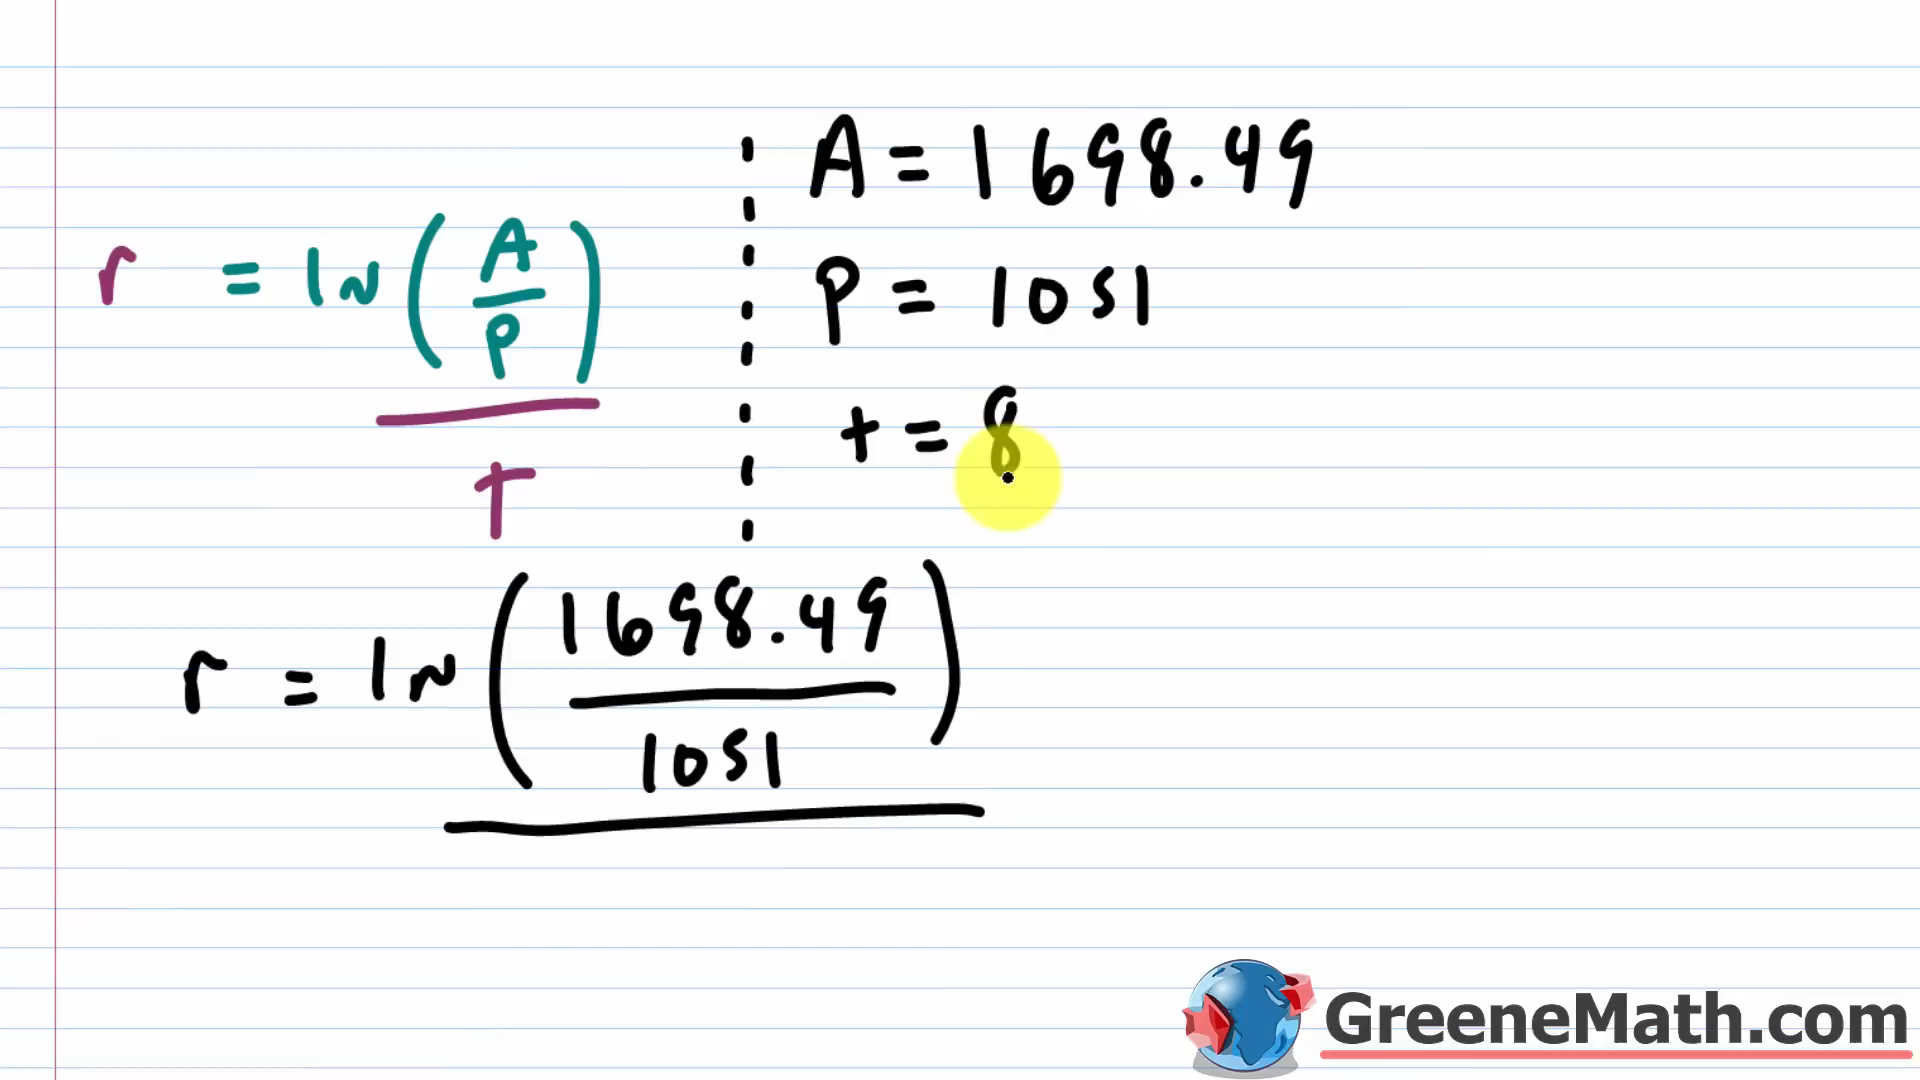 r = ln(A/P)/T
A = 1698.49
P = 1051
t = 8
r = ln(1698.49/1051)
GreeneMath.com